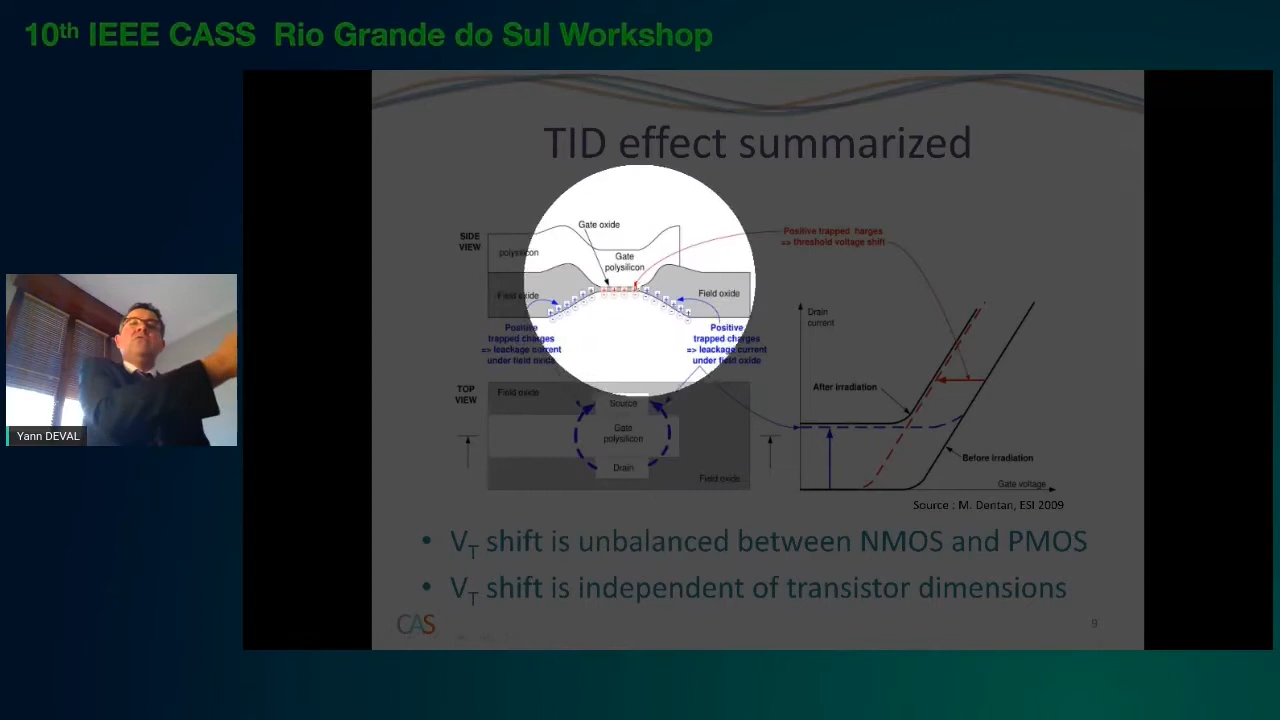 10th IEEE CASS Rio Grande do Sul Workshop
TID effect summarized
SIDE
VIEW
Gate oxide
polysilicon
Gate
polysilicon
Field oxide
Field oxide
Positive trapped harges
=> threshold voltage shift
Positive
trapped charges
=> leackage current
under field oxide
Positive
trapped charges
=> leakage current
under field oxide
TOP
VIEW
Field oxide
Source
Gate
polysilicon
Drain
Field oxide
Drain
current
After irradiation
Before irradiation
Gate voltage
Source : M. Dentan, ESI 2009
• VT shift is unbalanced between NMOS and PMOS
• VT shift is independent of transistor dimensions
CAS
9
Yann DEVAL